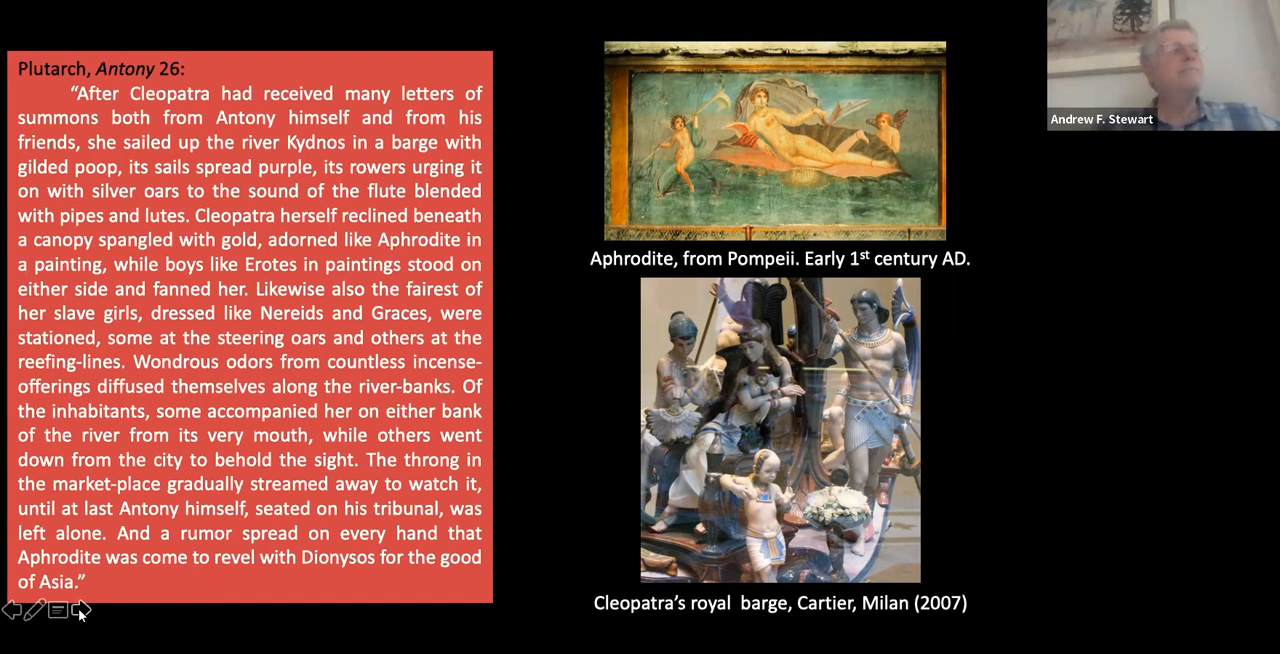 Plutarch, Antony 26:
“After Cleopatra had received many letters of
summons both from Antony himself and from his
friends, she sailed up the river Kydnos in a barge with
gilded poop, its sails spread purple, its rowers urging it
on with silver oars to the sound of the flute blended
with pipes and lutes. Cleopatra herself reclined beneath
a canopy spangled with gold, adorned like Aphrodite in
a painting, while boys like Erotes in paintings stood on
either side and fanned her. Likewise also the fairest of
her slave girls, dressed like Nereids and Graces, were
stationed, some at the steering oars and others at the
reefing-lines. Wondrous odors from countless incense-
offerings diffused themselves along the river-banks. Of
the inhabitants, some accompanied her on either bank
of the river from its very mouth, while others went
down from the city to behold the sight. The throng in
the market-place gradually streamed away to watch it,
until at last Antony himself, seated on his tribunal, was
left alone. And a rumor spread on every hand that
Aphrodite was come to revel with Dionysos for the good
of Asia.”
Aphrodite, from Pompeii. Early 1st century AD.
Cleopatra’s royal barge, Cartier, Milan (2007)
Andrew F. Stewart